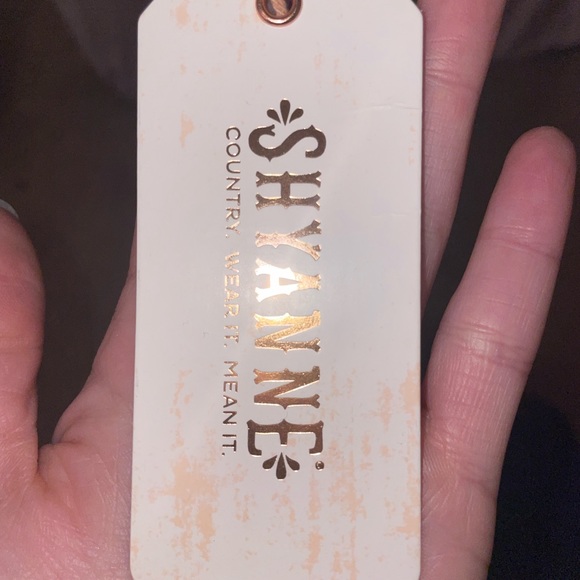 SHYANNE®
COUNTRY. WEAR IT. MEAN IT.